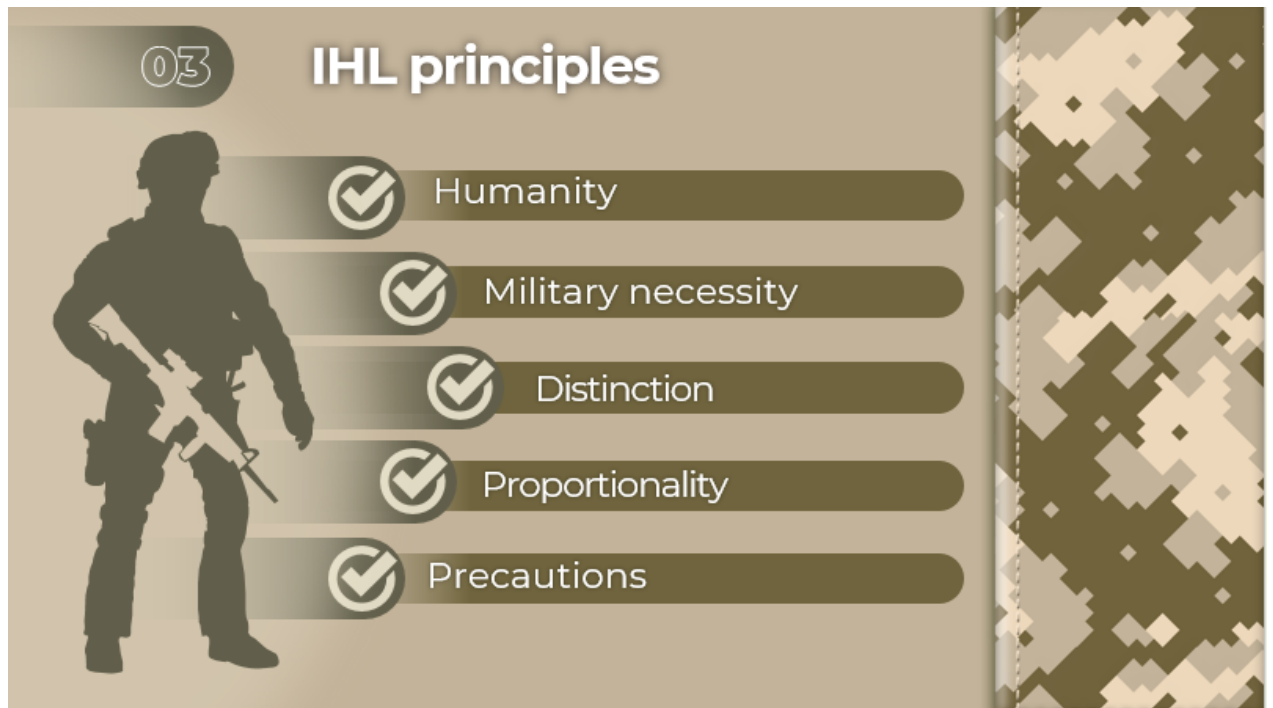 03
IHL principles
Humanity
Military necessity
Distinction
Proportionality
Precautions